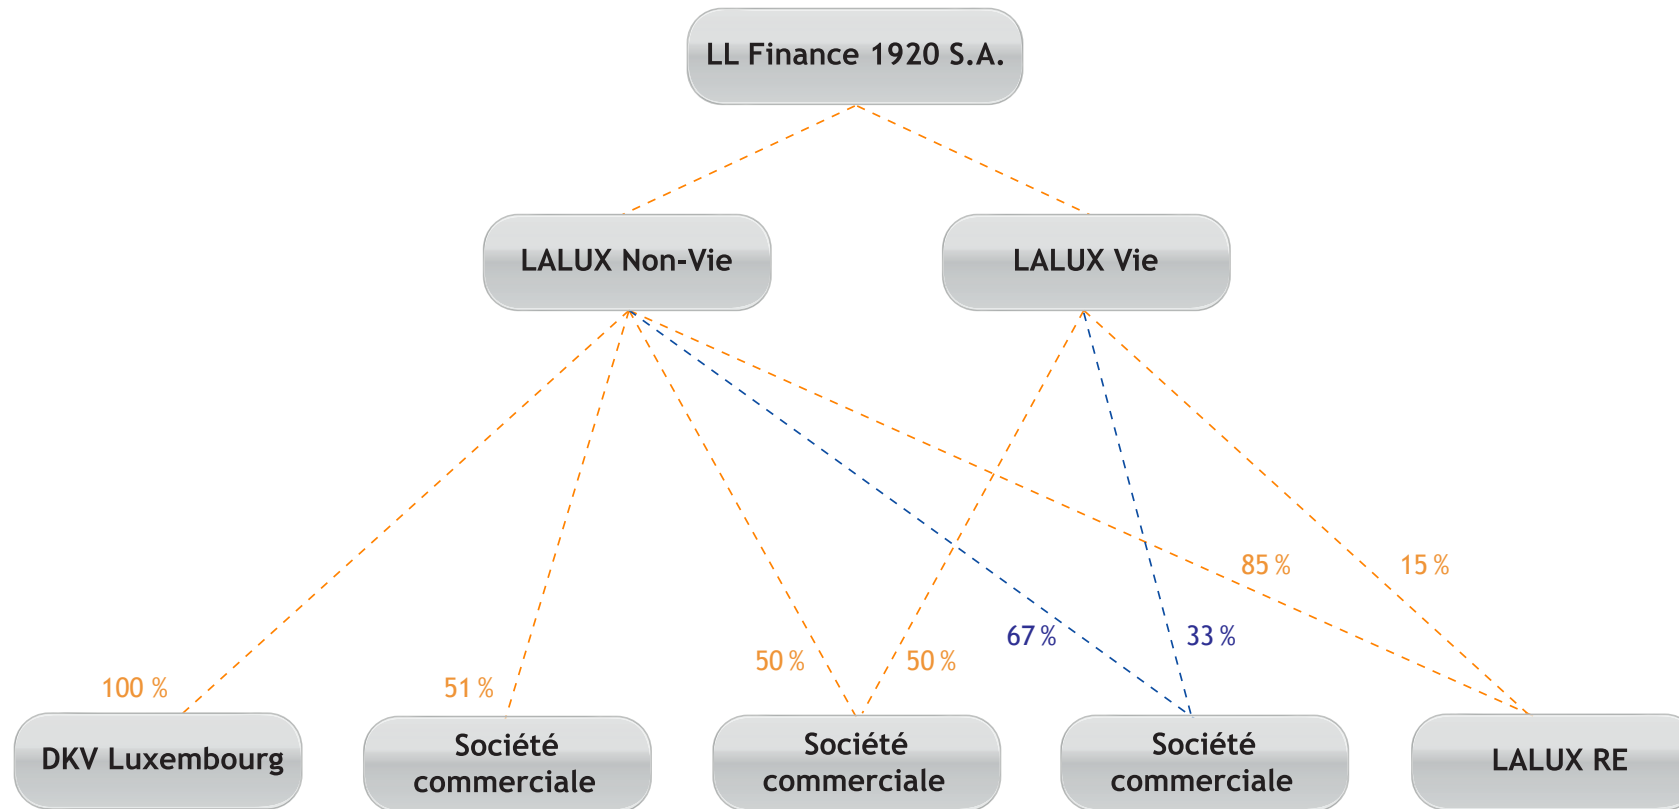 LL Finance 1920 S.A.
LALUX Non-Vie
LALUX Vie
85 %
15 %
67 %
33 %
50 %
50 %
100 %
51 %
DKV Luxembourg
Société
commerciale
Société
commerciale
Société
commerciale
LALUX RE